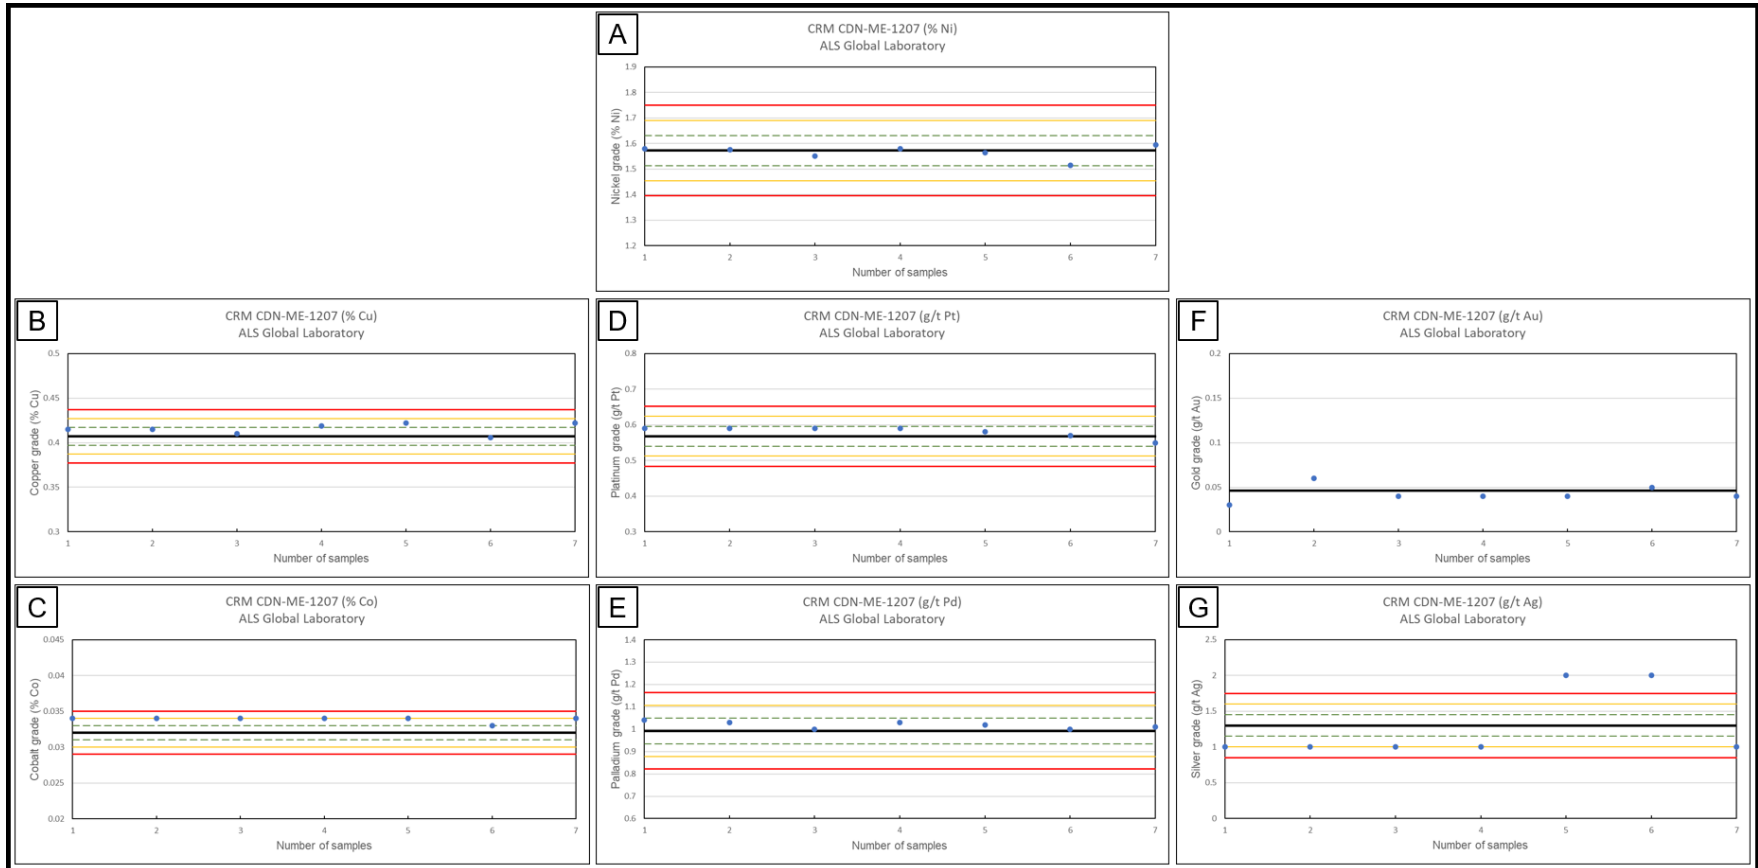 A
CRM CDN-ME-1207 (% Ni)
ALS Global Laboratory
Nickel grade (% Ni)
1.9
1.8
1.7
1.6
1.5
1.4
1.3
1.2
1 2 3 4 5 6 7
Number of samples
B
CRM CDN-ME-1207 (% Cu)
ALS Global Laboratory
Copper grade (% Cu)
0.5
0.45
0.4
0.35
0.3
1 2 3 4 5 6 7
Number of samples
D
CRM CDN-ME-1207 (g/t Pt)
ALS Global Laboratory
Platinum grade (g/t Pt)
0.8
0.7
0.6
0.5
0.4
0.3
1 2 3 4 5 6 7
Number of samples
F
CRM CDN-ME-1207 (g/t Au)
ALS Global Laboratory
Gold grade (g/t Au)
0.2
0.15
0.1
0.05
0
1 2 3 4 5 6 7
Number of samples
C
CRM CDN-ME-1207 (% Co)
ALS Global Laboratory
Cobalt grade (% Co)
0.045
0.04
0.035
0.03
0.025
0.02
1 2 3 4 5 6 7
Number of samples
E
CRM CDN-ME-1207 (g/t Pd)
ALS Global Laboratory
Palladium grade (g/t Pd)
1.4
1.3
1.2
1.1
1
0.9
0.8
0.7
0.6
1 2 3 4 5 6 7
Number of samples
G
CRM CDN-ME-1207 (g/t Ag)
ALS Global Laboratory
Silver grade (g/t Ag)
2.5
2
1.5
1
0.5
0
1 2 3 4 5 6 7
Number of samples